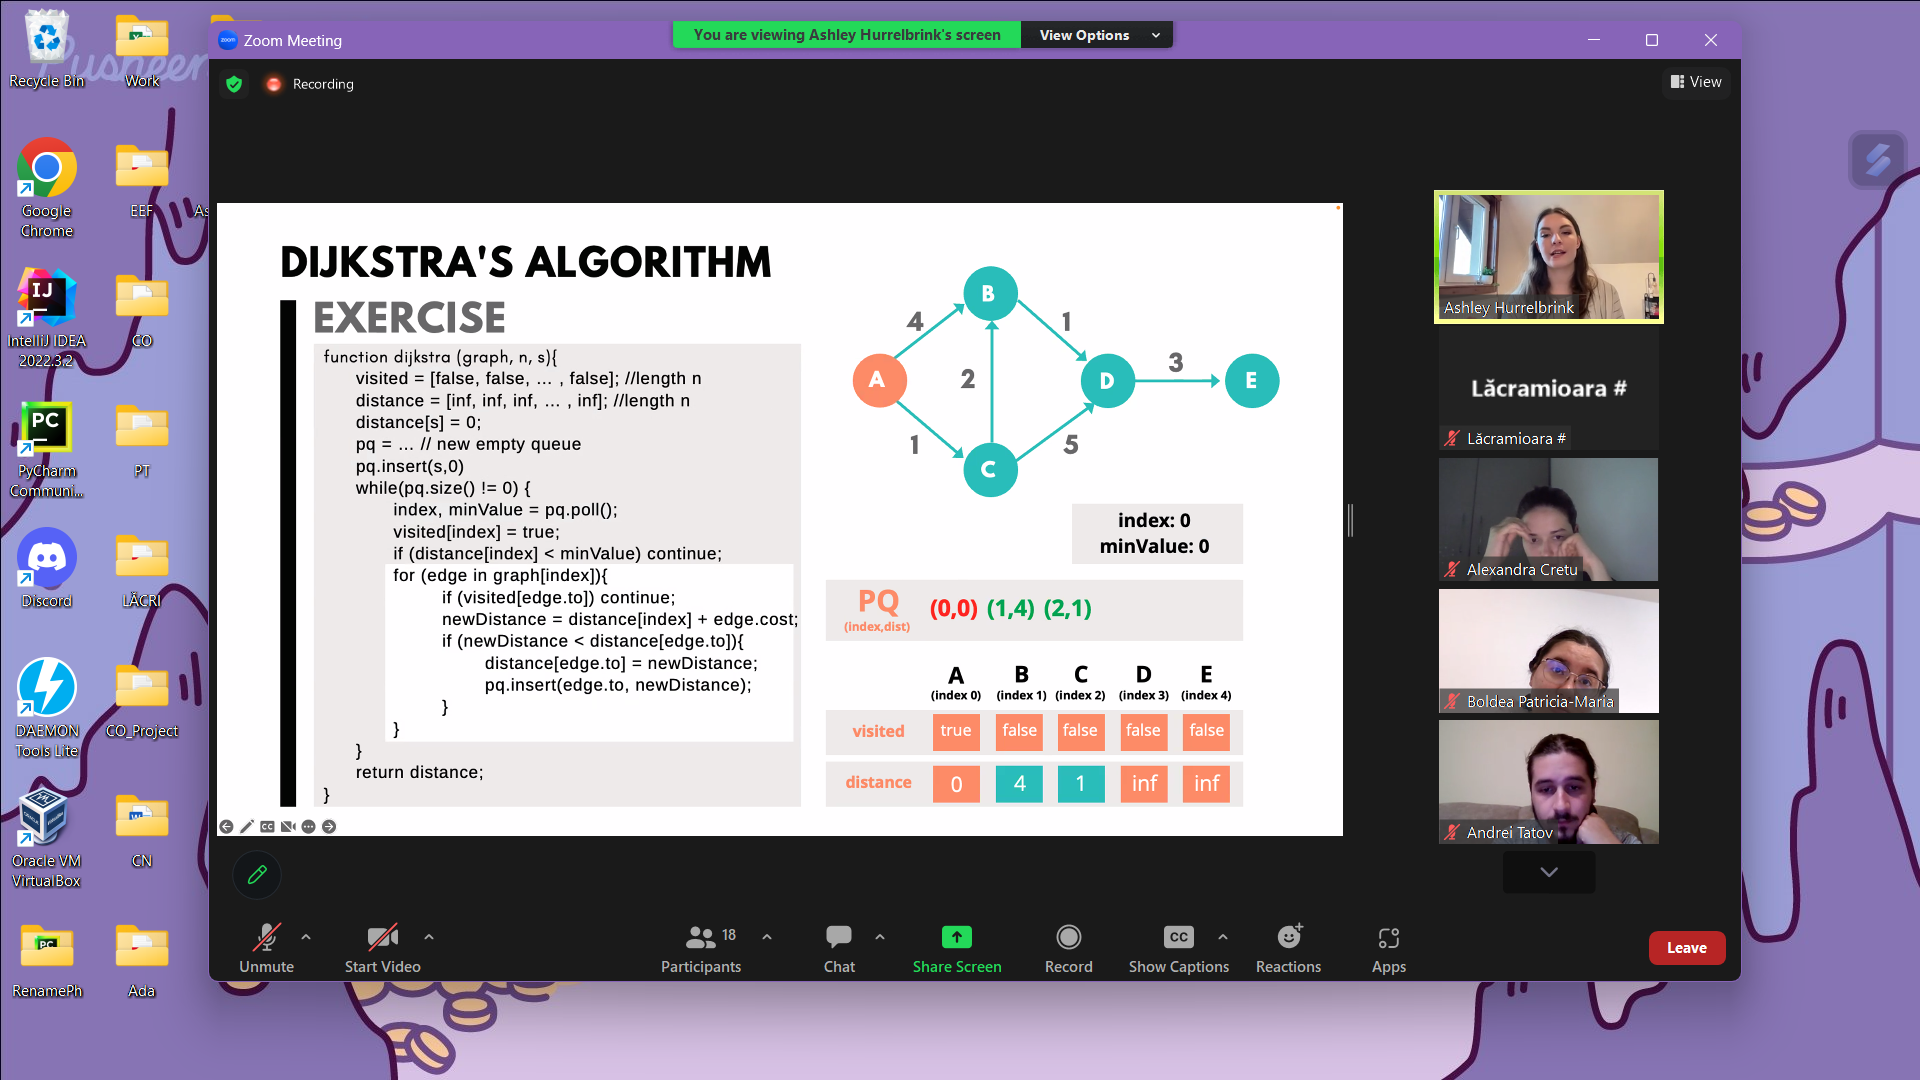 Zoom Meeting
You are viewing Ashley Hurrelbrink's screen
View Options
Recording
View
Pusheen
Recycle Bin
Work
Google
Chrome
EEF
As
IntelliJ IDEA
2022.3.2
CO
PyCharm
Communi...
PT
Discord
LĂCRI
DAEMON
Tools Lite
CO_Project
Oracle VM
VirtualBox
CN
RenamePh
Ada
DIJKSTRA'S ALGORITHM
EXERCISE
function dijkstra (graph, n, s){
visited = [false, false, ... , false]; //length n
distance = [inf, inf, inf, ... , inf]; //length n
distance[s] = 0;
pq = ... // new empty queue
pq.insert(s,0)
while(pq.size() != 0) {
index, minValue = pq.poll();
visited[index] = true;
if (distance[index] < minValue) continue;
for (edge in graph[index]){
if (visited[edge.to]) continue;
newDistance = distance[index] + edge.cost;
if (newDistance < distance[edge.to]){
distance[edge.to] = newDistance;
pq.insert(edge.to, newDistance);
}
}
}
return distance;
}
B
4
1
A
2
D
3
E
1
5
C
index: 0
minValue: 0
PQ
(index,dist)
(0,0) (1,4) (2,1)
A B C D E
(index 0) (index 1) (index 2) (index 3) (index 4)
visited true false false false false
distance 0 4 1 inf inf
Ashley Hurrelbrink
Lăcramioara #
Lăcramioara #
Alexandra Cretu
Boldea Patricia-Maria
Andrei Tatov
Unmute
Start Video
18
Participants
Chat
Share Screen
Record
CC
Show Captions
Reactions
Apps
Leave